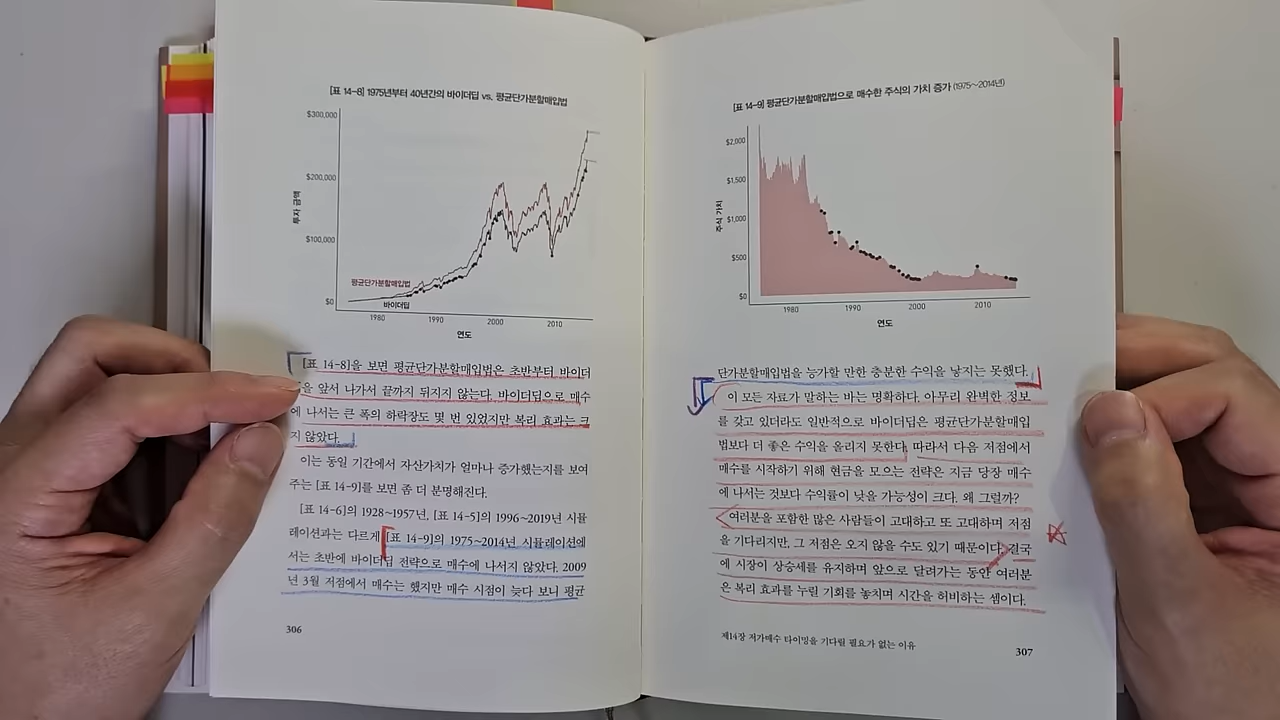 [표 14-8] 1975년부터 40년간의 바이더딥 vs. 평균단가분할매입법
$300,000
$200,000
투자 금액
$100,000
평균단가분할매입법
$0
바이더딥
1980
1990
2000
2010
연도
[표 14-8]을 보면 평균단가분할매입법은 초반부터 바이더
을 앞서 나가서 끝까지 뒤지지 않는다. 바이더딥으로 매수
에 나서는 큰 폭의 하락장도 몇 번 있었지만 복리 효과는 크
지 않았다.
이는 동일 기간에서 자산가치가 얼마나 증가했는지를 보여
주는 [표 14-9]를 보면 좀 더 분명해진다.
[표 14-6]의 1928~1957년, [표 14-5]의 1996~2019년 시뮬
레이션과는 다르게 [표 14-9]의 1975~2014년 시뮬레이션에
서는 초반에 바이더딥 전략으로 매수에 나서지 않았다. 2009
년 3월 저점에서 매수는 했지만 매수 시점이 늦다 보니 평균
306
[표 14-9] 평균단가분할매입법으로 매수한 주식의 가치 증가 (1975~2014년)
$2,000
$1,500
주식 가치
$1,000
$500
$0
1980
1990
2000
2010
연도
단가분할매입을 능가할 만한 충분한 수익을 낳지는 못했다.
이 모든 자료가 말하는 바는 명확하다. 아무리 완벽한 정보
를 갖고 있더라도 일반적으로 바이더딥은 평균단가분할매입
법보다 더 좋은 수익을 올리지 못한다. 따라서 다음 저점에서
매수를 시작하기 위해 현금을 모으는 전략은 지금 당장 매수
에 나서는 것보다 수익률이 낮을 가능성이 크다. 왜 그럴까?
여러분을 포함한 많은 사람들이 고대하고 또 고대하며 저점
을 기다리지만, 그 저점은 오지 않을 수도 있기 때문이다. 결국
에 시장이 상승세를 유지하며 앞으로 달려가는 동안 여러분
은 복리 효과를 누릴 기회를 놓치며 시간을 허비하는 셈이다.
제14장 저가매수 타이밍을 기다릴 필요가 없는 이유
307